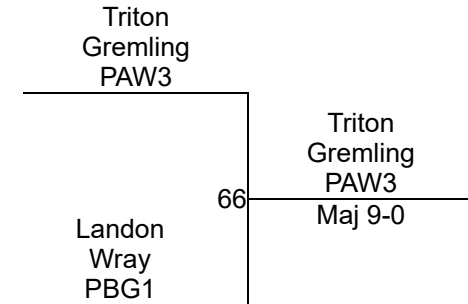 Triton
Gremling
PAW3
Triton
Gremling
PAW3
66
Maj 9-0
Landon
Wray
PBG1